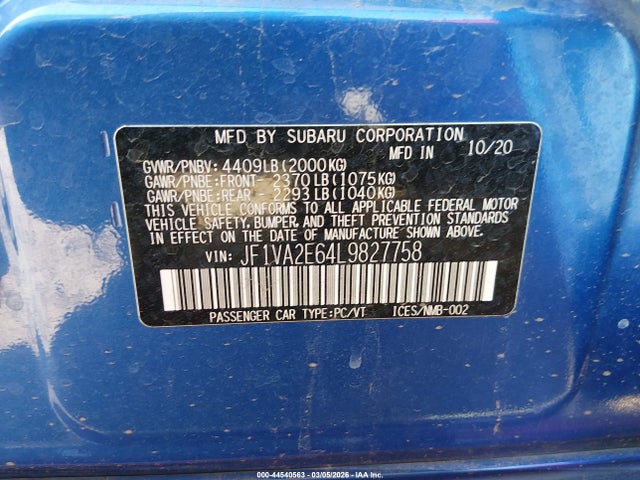 MFD BY SUBARU CORPORATION
MFD IN 10/20
GVWR/PNBV: 4409LB(2000KG)
GAWR/PNBE:FRONT - 2370LB(1075KG)
GAWR/PNBE:REAR - 2293LB(1040KG)
THIS VEHICLE CONFORMS TO ALL APPLICABLE FEDERAL MOTOR
VEHICLE SAFETY, BUMPER, AND THEFT PREVENTION STANDARDS
IN EFFECT ON THE DATE OF MANUFACTURE SHOWN ABOVE.
VIN: JF1VA2E64L9827758
PASSENGER CAR TYPE:PC/VT ICES/NMB-002
000-44540563 - 03/05/2026 - IAA Inc.